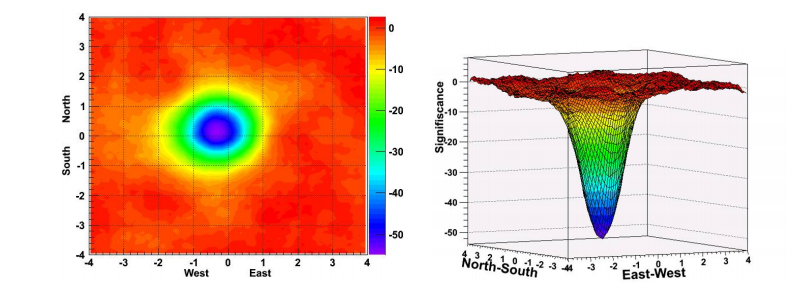 4
3
2
1
0
-1
-2
-3
-4
North
South
-4 -3 -2 -1 0 1 2 3 4
West East
0
-10
-20
-30
-40
-50
Signifiscance
0
-10
-20
-30
-40
-50
4 3 2 1 0 -1 -2 -3 -4
North-South
-4 -3 -2 -1 0 1 2 3 4
East-West